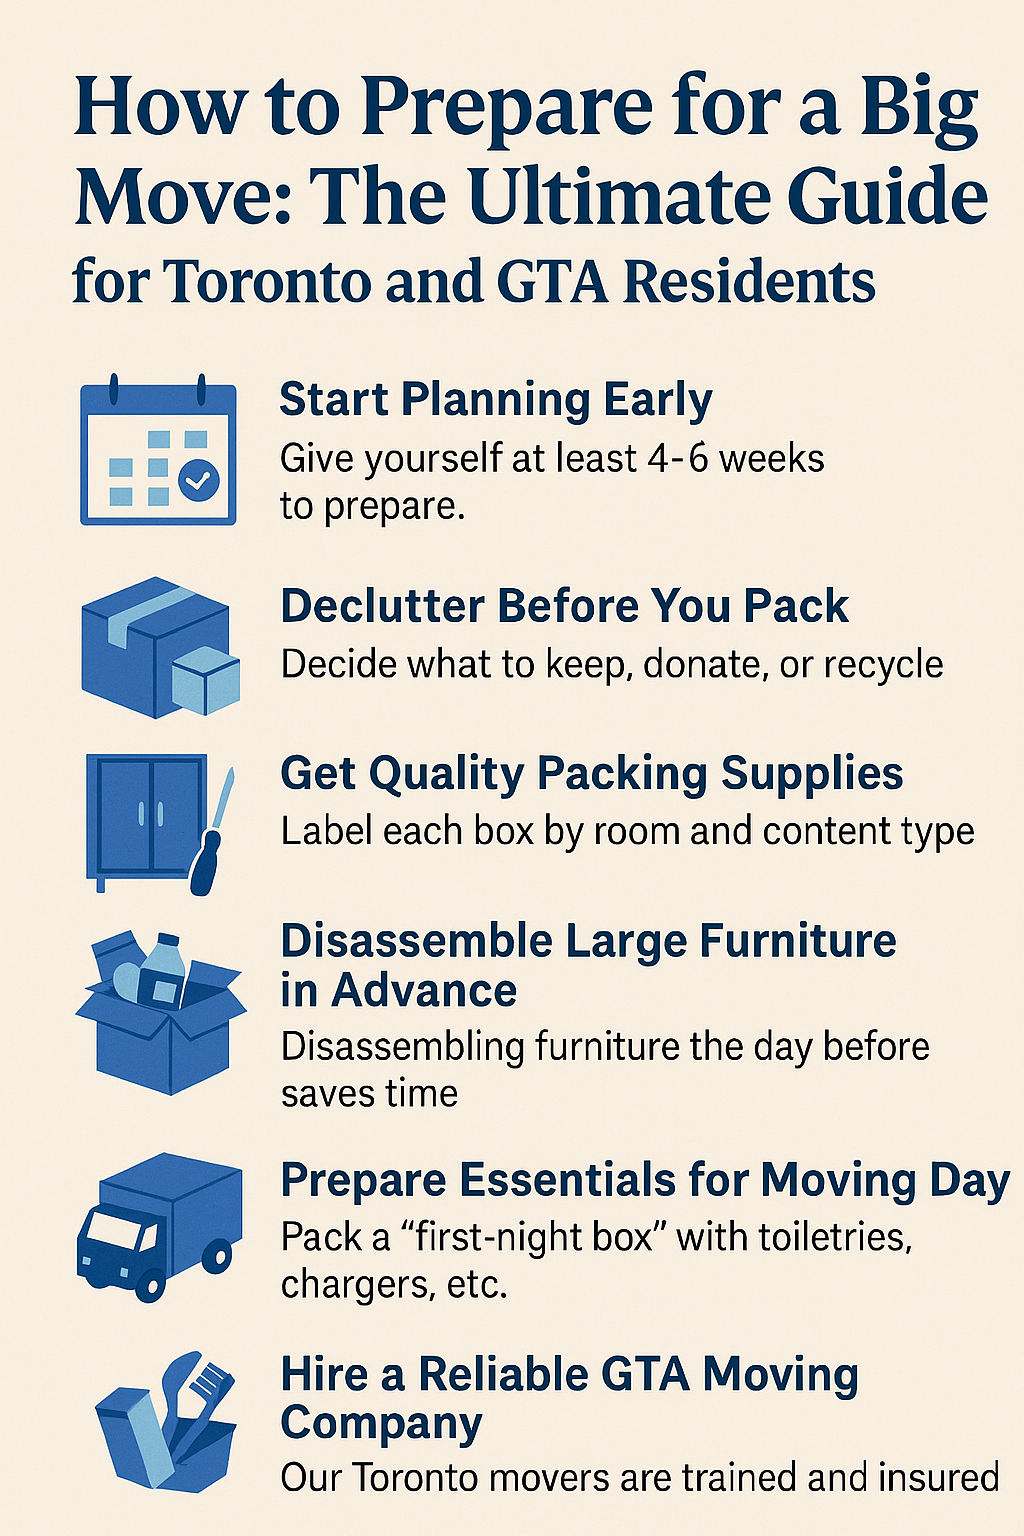 How to Prepare for a Big
Move: The Ultimate Guide
for Toronto and GTA Residents
Start Planning Early
Give yourself at least 4-6 weeks
to prepare.
Declutter Before You Pack
Decide what to keep, donate, or recycle
Get Quality Packing Supplies
Label each box by room and content type
Disassemble Large Furniture
in Advance
Disassembling furniture the day before
saves time
Prepare Essentials for Moving Day
Pack a “first-night box” with toiletries,
chargers, etc.
Hire a Reliable GTA Moving
Company
Our Toronto movers are trained and insured